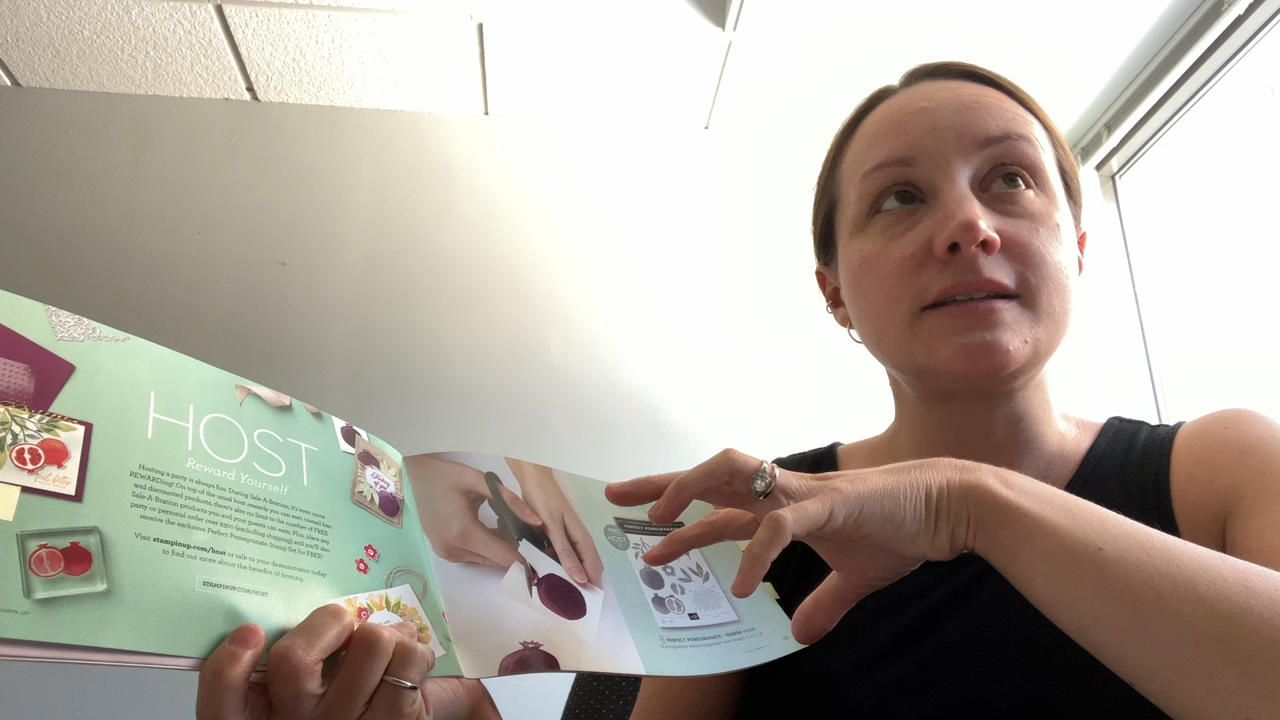 HOST
Reward Yourself
Hosting a party is always fun. During Sale-A-Bration, it's even more
REWARDing! On top of the usual host rewards you can earn toward free
and discounted products, there's also no limit to the number of FREE
Sale-A-Bration products you and your guests can earn. Plus, place any
party or personal order over $300 (excluding shipping) and you'll also
receive the exclusive Perfect Pomegranate Stamp Set for FREE!
Visit stampinup.com/host or talk to your demonstrator today
to find out more about the benefits of hosting.
STAMPINUP.COM/HOST
PERFECT POMEGRANATE
FREE
HOST
PERFECT POMEGRANATE
17